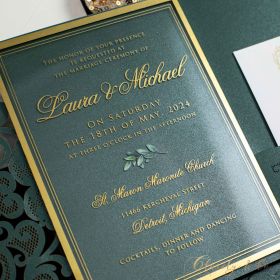 THE HONOR OF YOUR PRESENCE
IS REQUESTED AT
THE MARRIAGE CEREMONY OF
Laura & Michael
ON SATURDAY
THE 18TH OF MAY, 2024
AT THREE O'CLOCK IN THE AFTERNOON
St. Maron Maronite Church
11466 KERCHEVAL STREET
Detroit, Michigan
COCKTAILS, DINNER AND DANCING
TO FOLLOW